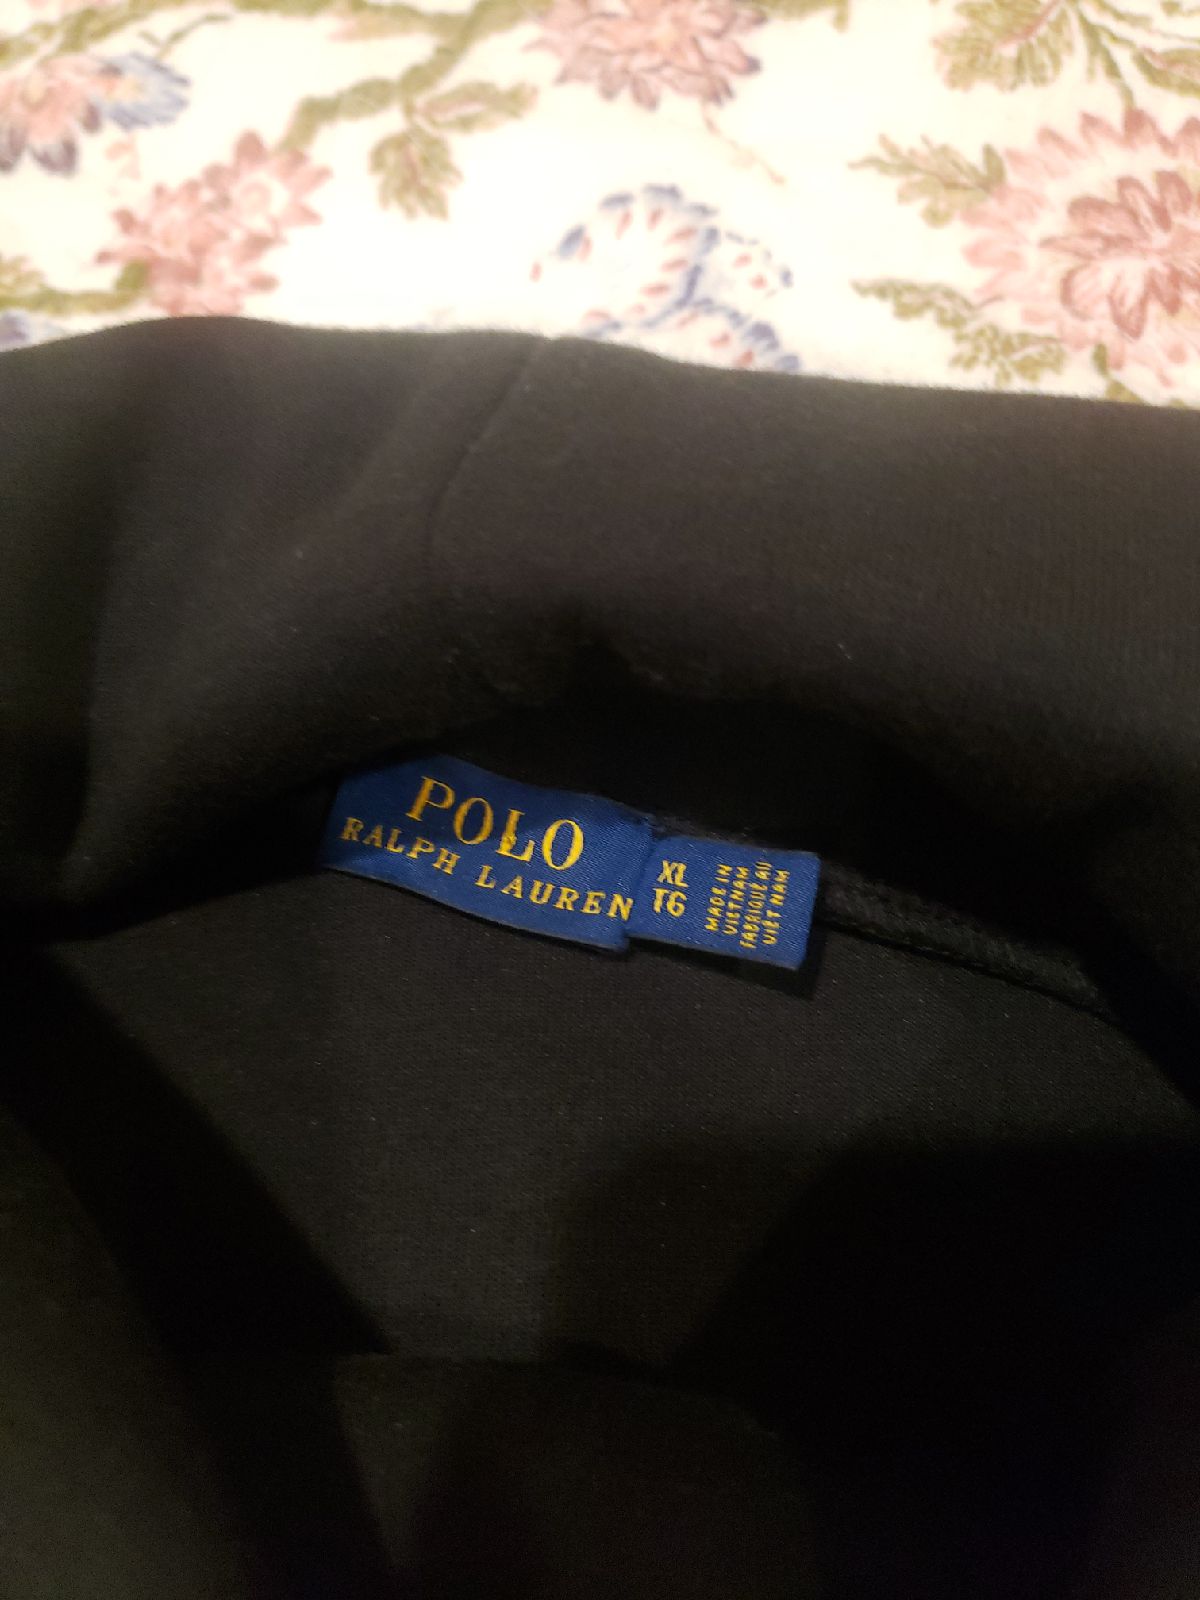 POLO
RALPH LAUREN
XL
TG
MADE IN
VIETNAM
FABRIQUÉ AU
VIET NAM